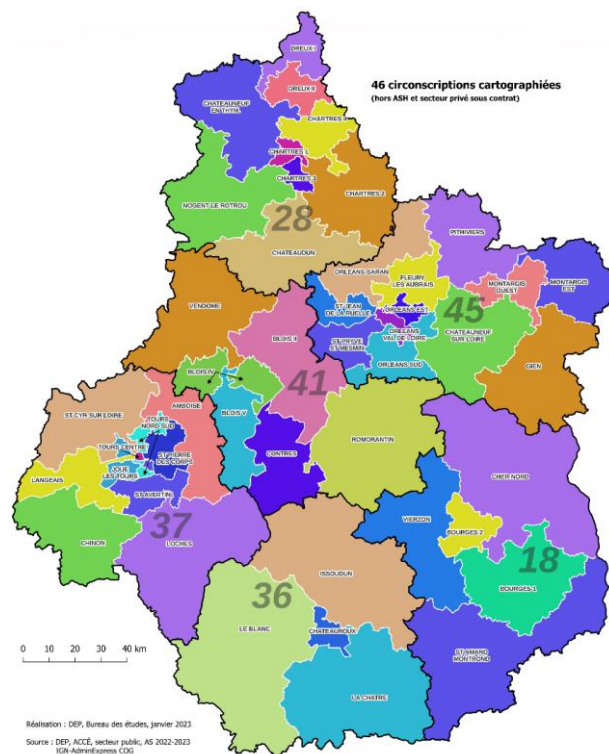 46 circonscriptions cartographiées
(hors ASH et secteur privé sous contrat)
DREUX I
DREUX II
CHATEAUNEUF
EN THYM.
CHARTRES 4
CHARTRES 1
CHARTRES 3
CHARTRES 2
NOGENT LE ROTROU
28
CHATEAUDUN
PITHIVIERS
ORLEANS SARAN
FLEURY
LES AUBRAIS
MONTARGIS
OUEST
MONTARGIS
EST
ST JEAN
DE LA RUELLE
ORLEANS EST
45
ORLEANS
VAL DE LOIRE
CHATEAUNEUF
SUR LOIRE
ST PRYVE
ST MESMIN
ORLEANS SUD
GIEN
VENDOME
BLOIS II
BLOIS IV
41
BLOIS V
CONTRES
ROMORANTIN
ST CYR SUR LOIRE
AMBOISE
TOURS
NORD SUD
TOURS CENTRE
ST PIERRE
DES CORPS
JOUE
LES TOURS
LANGEAIS
ST AVERTIN
CHINON
37
LOCHES
CHER NORD
VIERZON
BOURGES 2
18
BOURGES 1
ISSOUDUN
36
LE BLANC
CHATEAUROUX
ST AMAND
MONTROND
LA CHATRE
0 10 20 30 40 km
Réalisation : DEP, Bureau des études, janvier 2023
Source : DEP, ACCÉ, secteur public, AS 2022-2023
IGN-AdminExpress COG